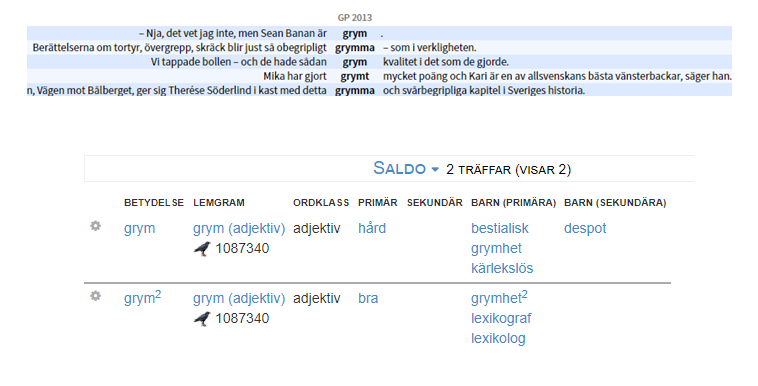 GP 2013
– Nja, det vet jag inte, men Sean Banan är grym .
Berättelserna om tortyr, övergrepp, skräck blir just så obegripligt grymma – som i verkligheten.
Vi tappade bollen – och de hade sådan grym kvalitet i det som de gjorde.
Mika har gjort grymt mycket poäng och Kari är en av allsvenskans bästa vänsterbackar, säger han.
n, Vägen mot Bålberget, ger sig Therése Söderlind i kast med detta grymma och svårbegripliga kapitel i Sveriges historia.
SALDO 2 TRÄFFAR (VISAR 2)
BETYDELSE LEMGRAM ORDKLASS PRIMÄR SEKUNDÄR BARN (PRIMÄRA) BARN (SEKUNDÄRA)
grym grym (adjektiv) adjektiv hård bestialisk despot
1087340 grymhet
kärlekslös
grym² grym (adjektiv) adjektiv bra grymhet²
1087340 lexikograf
lexikolog